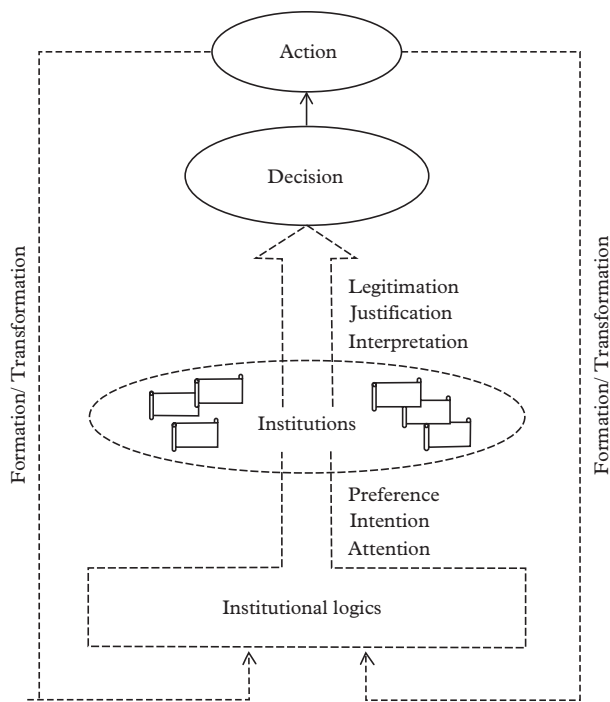 Action
Decision
Legitimation
Justification
Interpretation
Institutions
Preference
Intention
Attention
Institutional logics
Formation/ Transformation
Formation/ Transformation